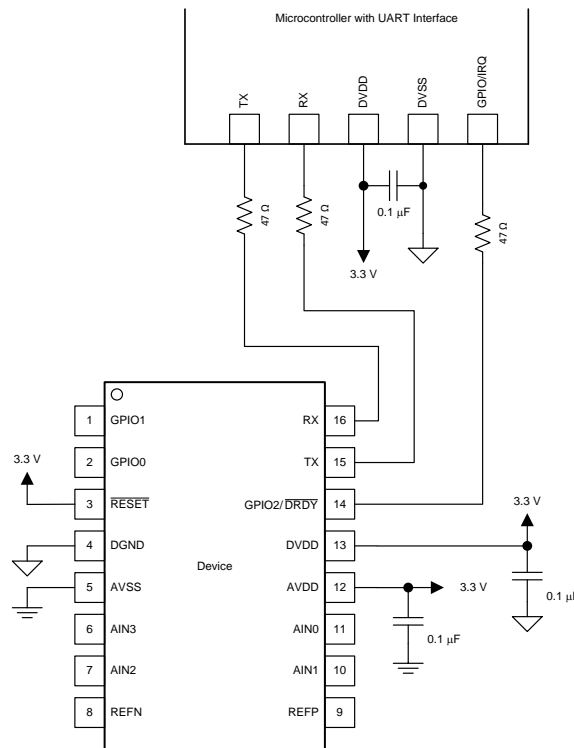 Microcontroller with UART Interface
TX
RX
DVDD
DVSS
GPIO/IRQ
47 Ω
47 Ω
0.1 μF
47 Ω
3.3 V
1 GPIO1 RX 16
3.3 V
2 GPIO0 TX 15
3 RESET GPIO2/DRDY 14
3.3 V
4 DGND DVDD 13
Device
5 AVSS AVDD 12
3.3 V
0.1 μF
6 AIN3 AIN0 11
0.1 μF
7 AIN2 AIN1 10
8 REFN REFP 9